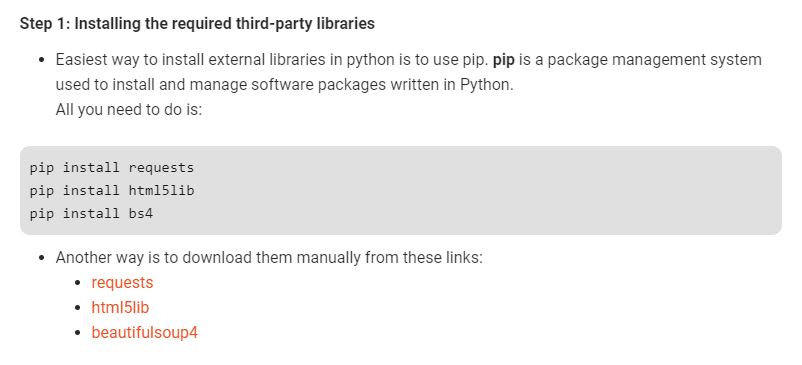 Step 1: Installing the required third-party libraries
Easiest way to install external libraries in python is to use pip. pip is a package management system
used to install and manage software packages written in Python.
All you need to do is:
pip install requests
pip install html5lib
pip install bs4
Another way is to download them manually from these links:
requests
html5lib
beautifulsoup4